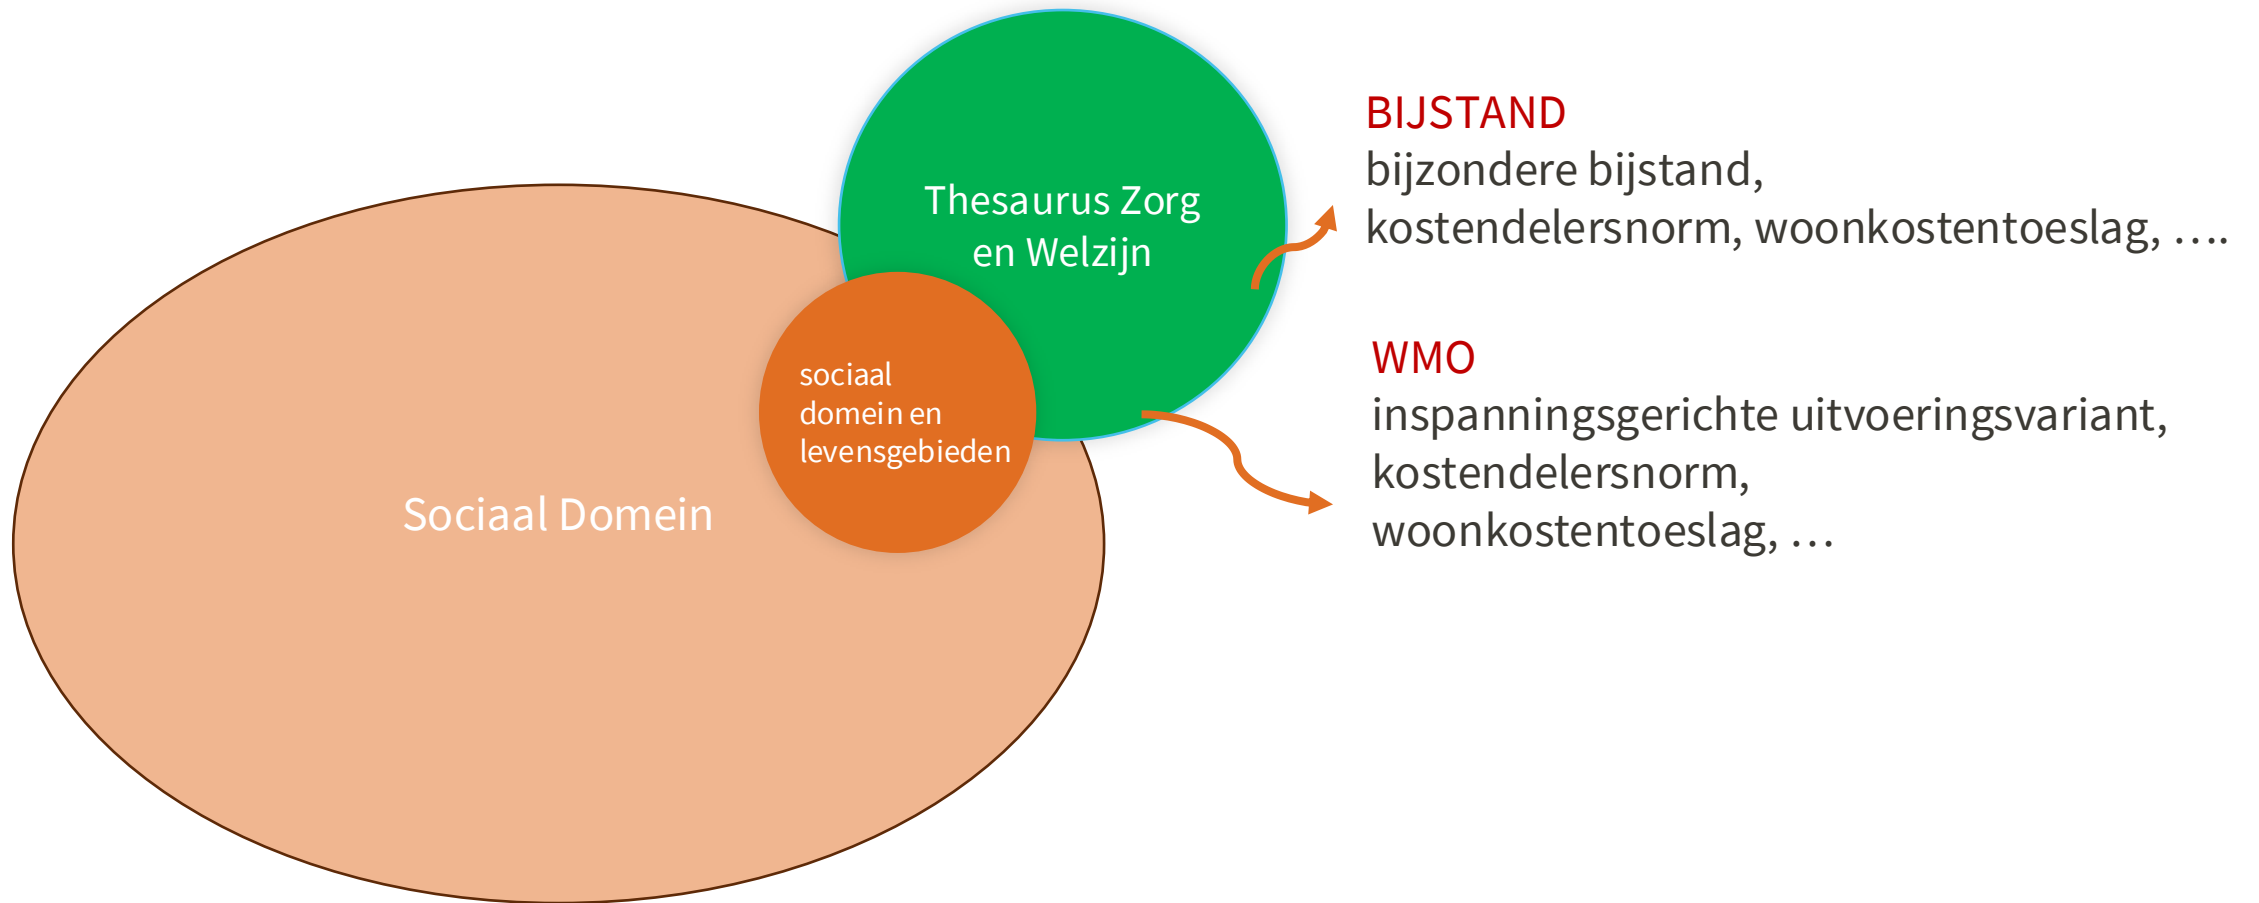 Thesaurus Zorg
en Welzijn
sociaal
domein en
levensgebieden
Sociaal Domein
BIJSTAND
bijzondere bijstand,
kostendelersnorm, woonkostentoeslag, ....
WMO
inspanningsgerichte uitvoeringsvariant,
kostendelersnorm,
woonkostentoeslag, …